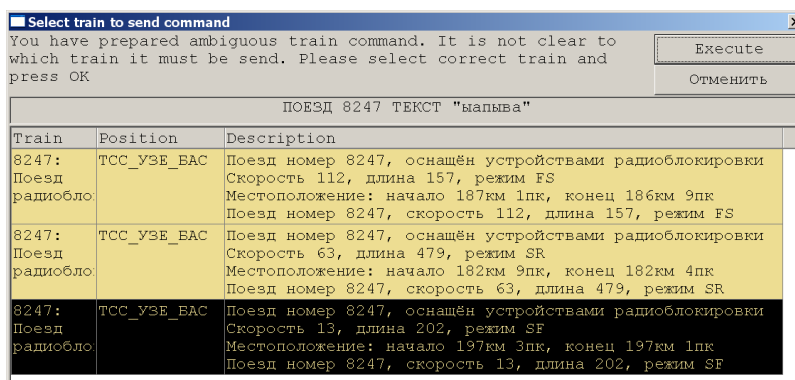 Select train to send command
You have prepared ambiguous train command. It is not clear to
which train it must be send. Please select correct train and
press OK
Execute
Отменить
ПОЕЗД 8247 ТЕКСТ "ыапыва"
Train Position Description
8247: ТСС_УЗЕ_БАС Поезд номер 8247, оснащён устройствами радиоблокировки
Поезд Скорость 112, длина 157, режим FS
радиобло Местоположение: начало 187км 1пк, конец 186км 9пк
Поезд номер 8247, скорость 112, длина 157, режим FS
8247: ТСС_УЗЕ_БАС Поезд номер 8247, оснащён устройствами радиоблокировки
Поезд Скорость 63, длина 479, режим SR
радиобло Местоположение: начало 182км 9пк, конец 182км 4пк
Поезд номер 8247, скорость 63, длина 479, режим SR
8247: ТСС_УЗЕ_БАС Поезд номер 8247, оснащён устройствами радиоблокировки
Поезд Скорость 13, длина 202, режим SF
радиобло Местоположение: начало 197км 3пк, конец 197км 1пк
Поезд номер 8247, скорость 13, длина 202, режим SF